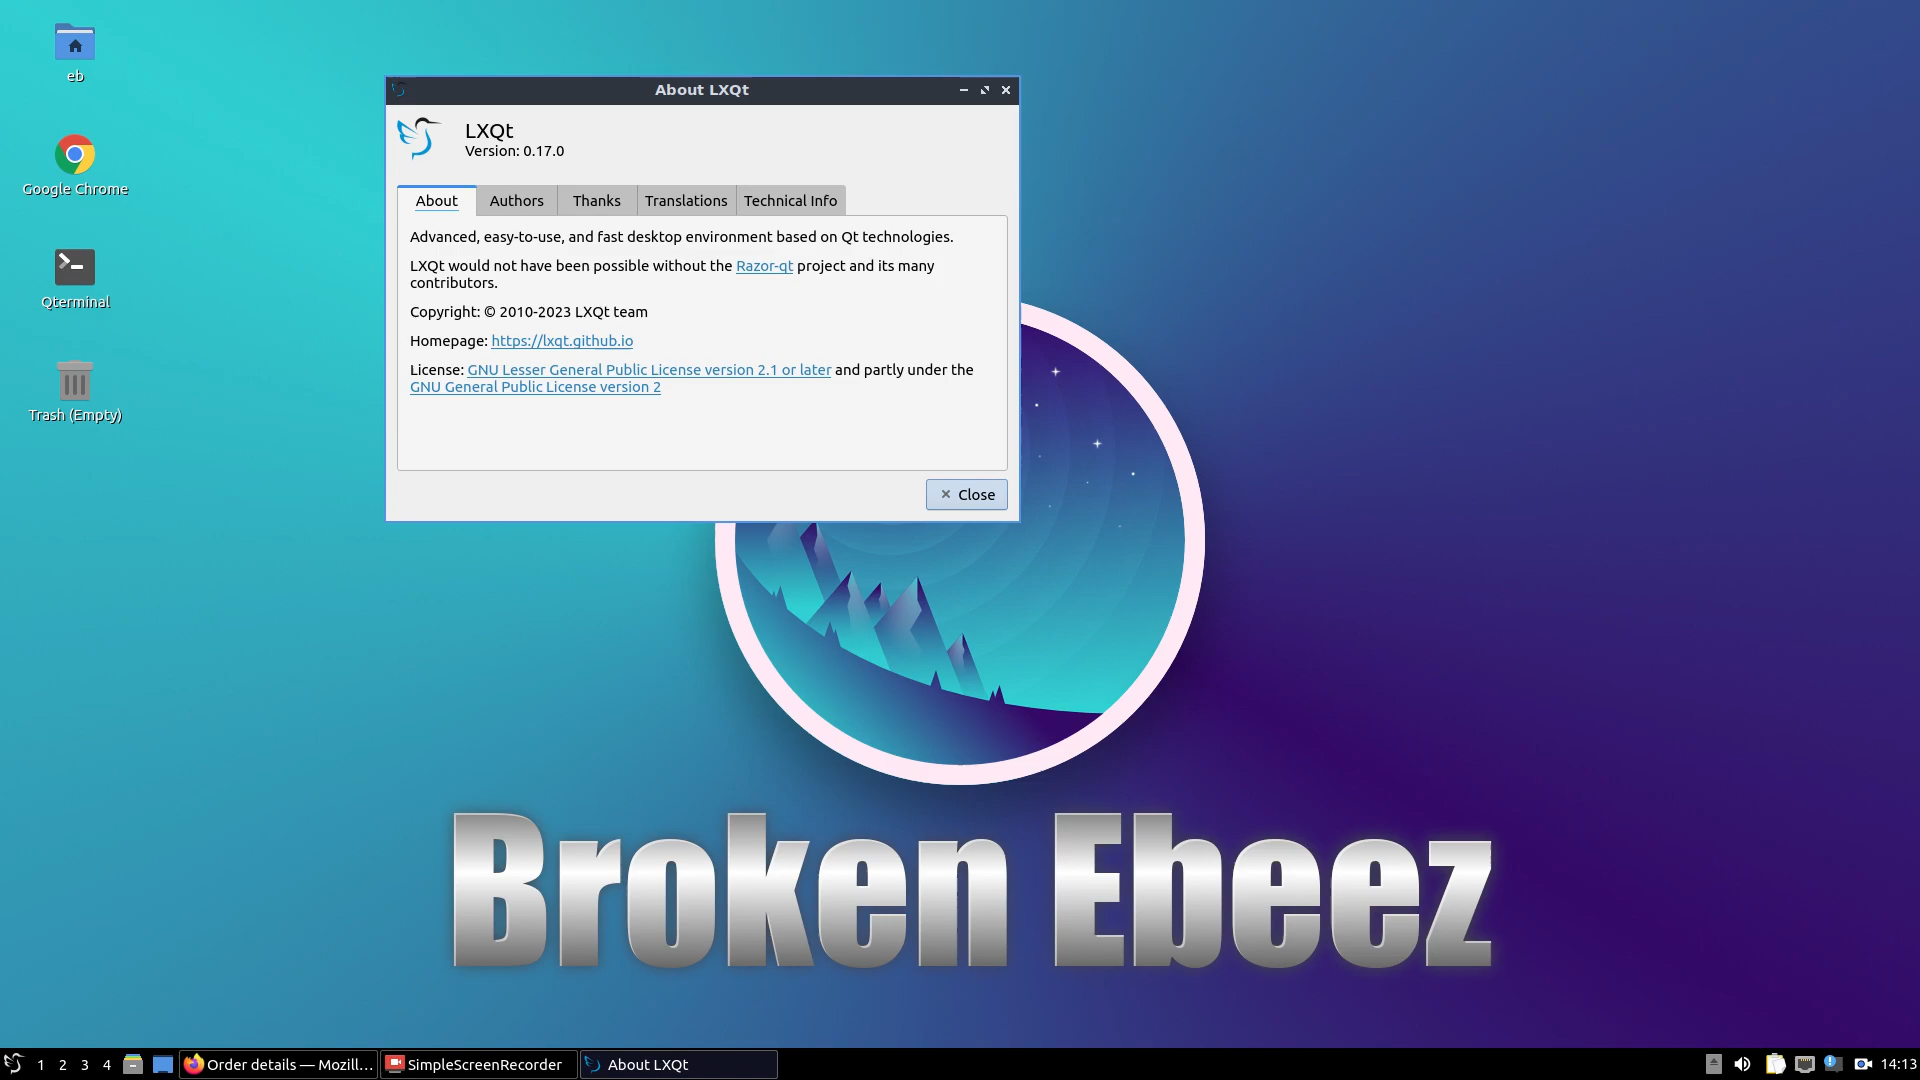 eb
Google Chrome
Qterminal
Trash (Empty)
About LXQt
LXQt
Version: 0.17.0
About Authors Thanks Translations Technical Info
Advanced, easy-to-use, and fast desktop environment based on Qt technologies.
LXQt would not have been possible without the Razor-qt project and its many
contributors.
Copyright: © 2010-2023 LXQt team
Homepage: https://lxqt.github.io
License: GNU Lesser General Public License version 2.1 or later and partly under the
GNU General Public License version 2
Close
Broken Ebeez
1 2 3 4 Order details — Mozill... SimpleScreenRecorder About LXQt 14:13